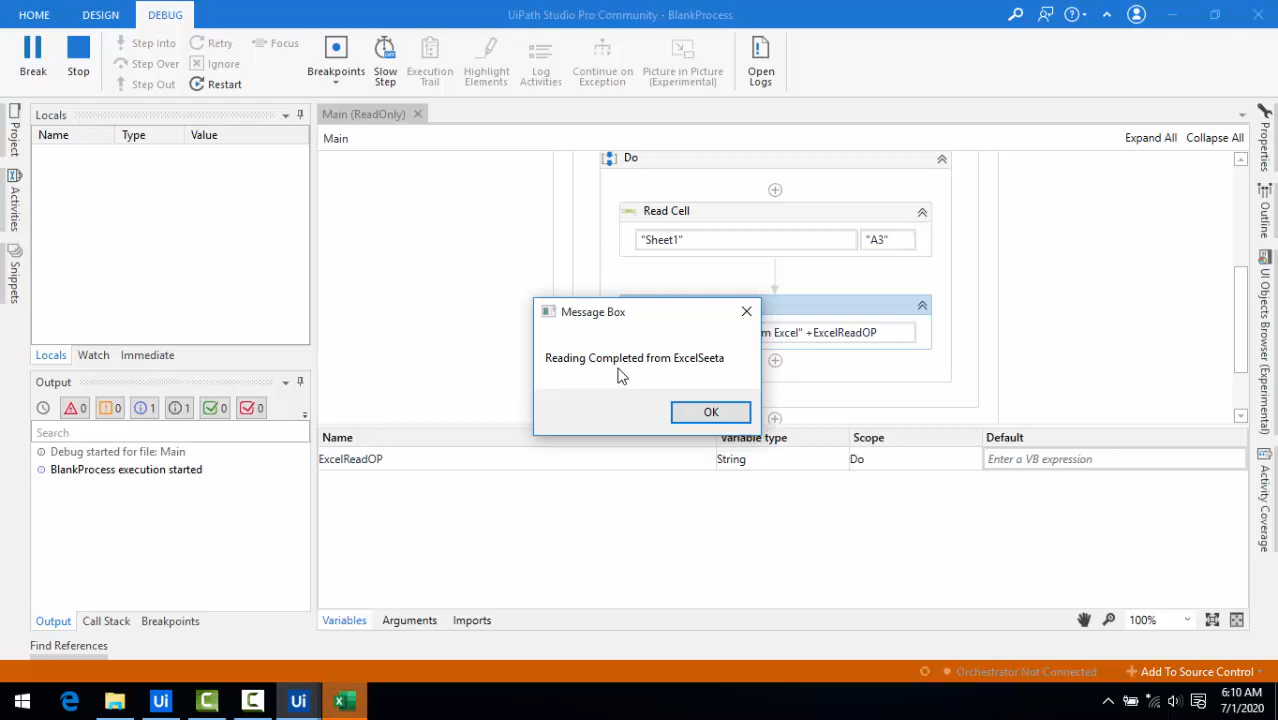 HOME DESIGN DEBUG UiPath Studio Pro Community - BlankProcess
Break
Stop
Step Into
Step Over
Step Out
Retry
Ignore
Restart
Focus
Breakpoints
Slow
Step
Execution
Trail
Highlight
Elements
Log
Activities
Continue on
Exception
Picture in Picture
(Experimental)
Open
Logs
Project
Activities
Snippets
Locals
Name Type Value
Locals Watch Immediate
Output
0 0 1 1 0 0
Search
Debug started for file: Main
BlankProcess execution started
Output Call Stack Breakpoints
Find References
Main (ReadOnly)
Main Expand All Collapse All
Do
Read Cell
"Sheet1" "A3"
m Excel" +ExcelReadOP
Message Box
Reading Completed from ExcelSeeta
OK
Name Variable type Scope Default
ExcelReadOP String Do Enter a VB expression
Variables Arguments Imports 100%
Properties
Outline
UI Objects Browser (Experimental)
Activity Coverage
Orchestrator Not Connected Add To Source Control
6:10 AM
7/1/2020